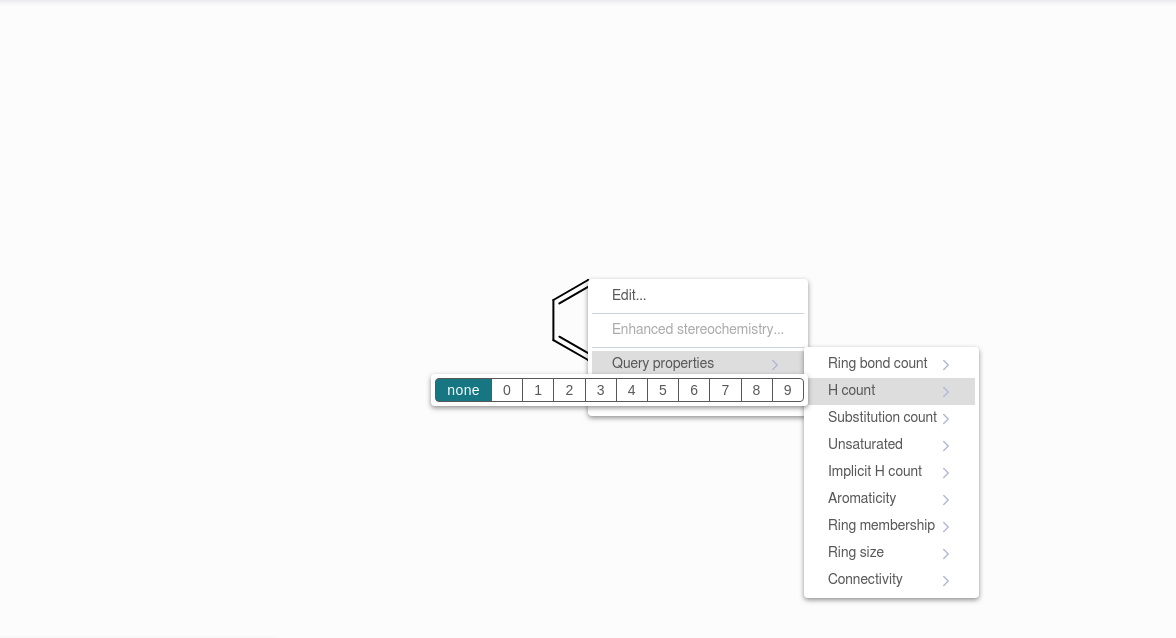 Edit...
Enhanced stereochemistry...
Query properties
Ring bond count
none 0 1 2 3 4 5 6 7 8 9
H count
Substitution count
Unsaturated
Implicit H count
Aromaticity
Ring membership
Ring size
Connectivity